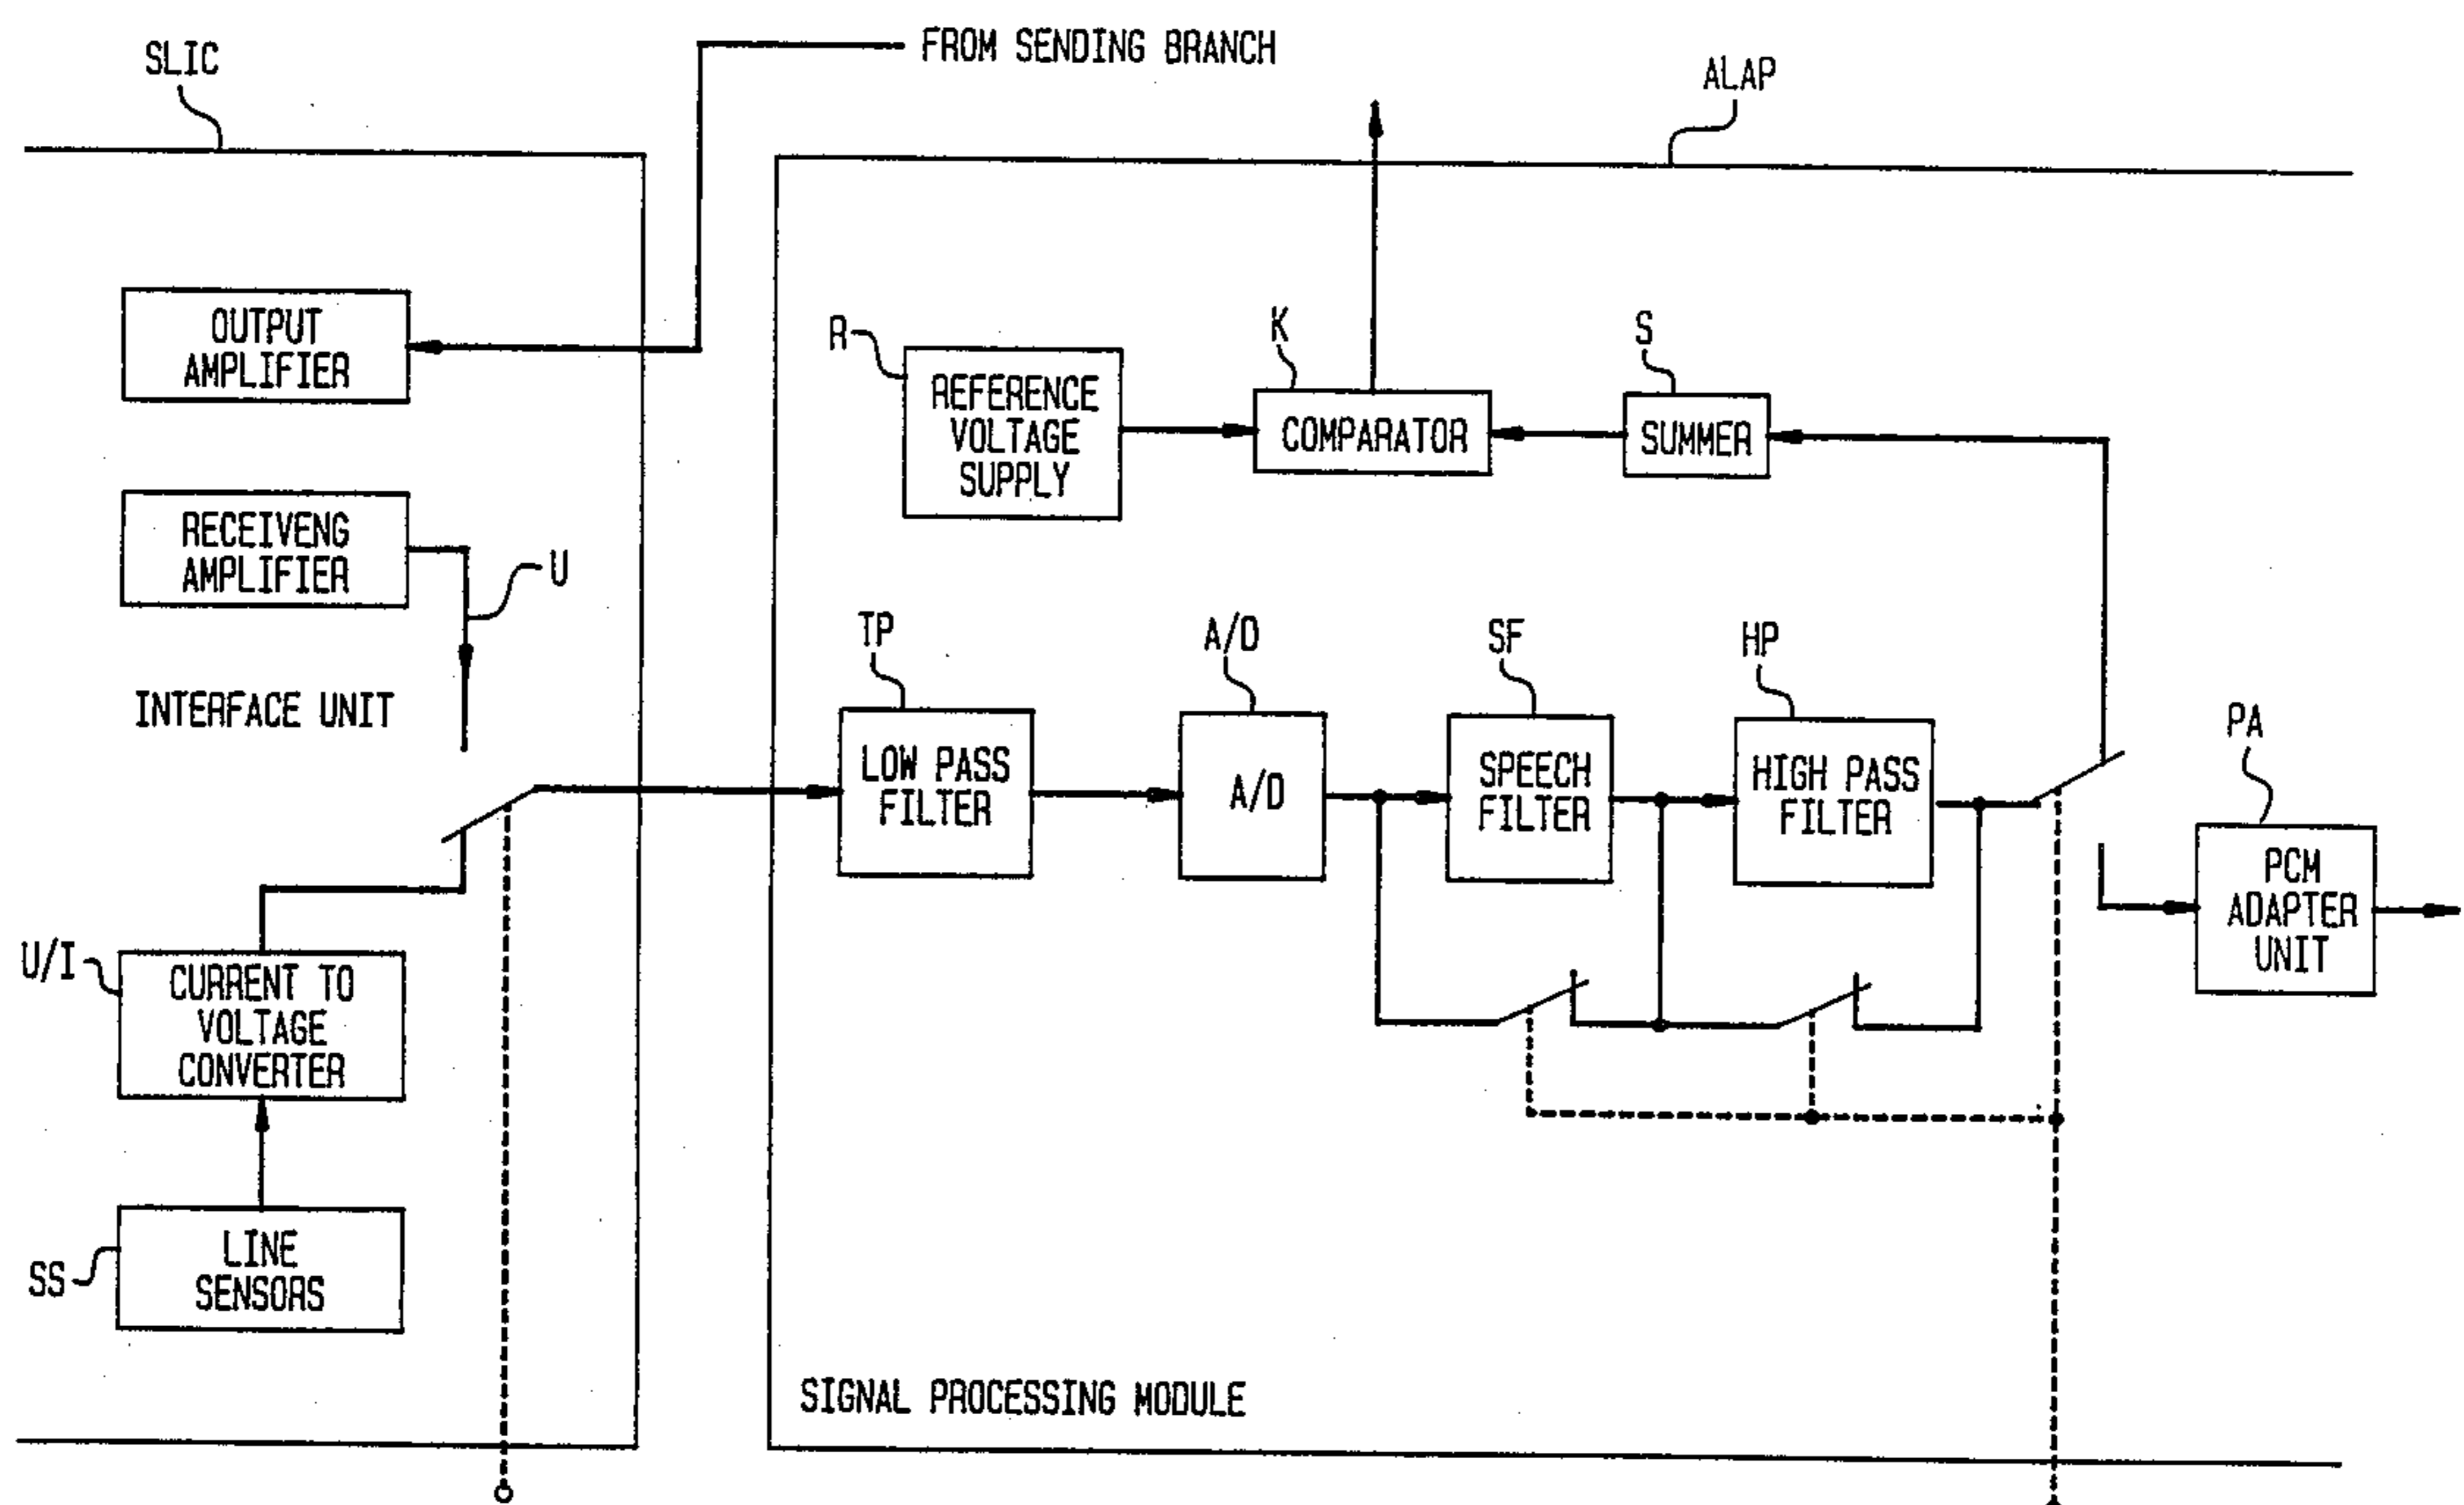 SLIC
FROM SENDING BRANCH
ALAP
OUTPUT
AMPLIFIER
R
REFERENCE
VOLTAGE
SUPPLY
K
COMPARATOR
S
SUMMER
RECEIVENG
AMPLIFIER
U
INTERFACE UNIT
TP
LOW PASS
FILTER
A/D
A/D
SF
SPEECH
FILTER
HP
HIGH PASS
FILTER
PA
PCM
ADAPTER
UNIT
U/I
CURRENT TO
VOLTAGE
CONVERTER
SS
LINE
SENSORS
SIGNAL PROCESSING MODULE